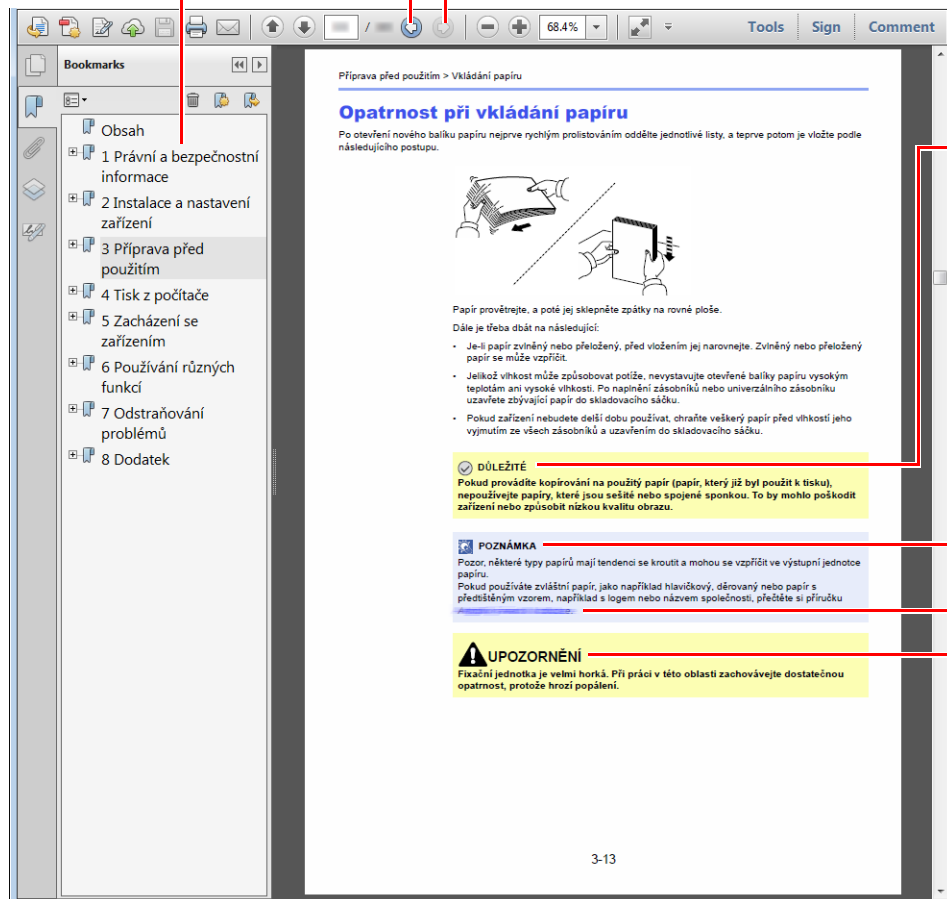 68.4%
Tools
Sign
Comment
Bookmarks
Obsah
1 Právní a bezpečnostní
informace
2 Instalace a nastavení
zařízení
3 Příprava před
použitím
4 Tisk z počítače
5 Zacházení se
zařízením
6 Používání různých
funkcí
7 Odstraňování
problémů
8 Dodatek
Příprava před použitím > Vkládání papíru
Opatrnost při vkládání papíru
Po otevření nového balíku papíru nejprve rychlým prolistováním oddělte jednotlivé listy, a teprve potom je vložte podle
následujícího postupu.
Papír provětrejte, a poté jej sklepněte zpátky na rovné ploše.
Dále je třeba dbát na následující:
• Je-li papír zvlněný nebo přeložený, před vložením jej narovnejte. Zvlněný nebo přeložený
papír se může vzpříčit.
• Jelikož vlhkost může způsobovat potíže, nevystavujte otevřené balíky papíru vysokým
teplotám ani vysoké vlhkosti. Po naplnění zásobníků nebo univerzálního zásobníku
uzavřete zbývající papír do skladovacího sáčku.
• Pokud zařízení nebudete delší dobu používat, chraňte veškerý papír před vlhkostí jeho
vyjmutím ze všech zásobníků a uzavřením do skladovacího sáčku.
DŮLEŽITÉ
Pokud provádíte kopírování na použitý papír (papír, který již byl použit k tisku),
nepoužívejte papíry, které jsou sešité nebo spojené sponkou. To by mohlo poškodit
zařízení nebo způsobit nízkou kvalitu obrazu.
POZNÁMKA
Pozor, některé typy papírů mají tendenci se kroutit a mohou se vzpříčit ve výstupní jednotce
papíru.
Pokud používáte zvláštní papír, jako například hlavičkový, děrovaný nebo papír s
předtištěným vzorem, například s logem nebo názvem společnosti, přečtěte si příručku
UPOZORNĚNÍ
Fixační jednotka je velmi horká. Při práci v této oblasti zachovávejte dostatečnou
opatrnost, protože hrozí popálení.
3-13